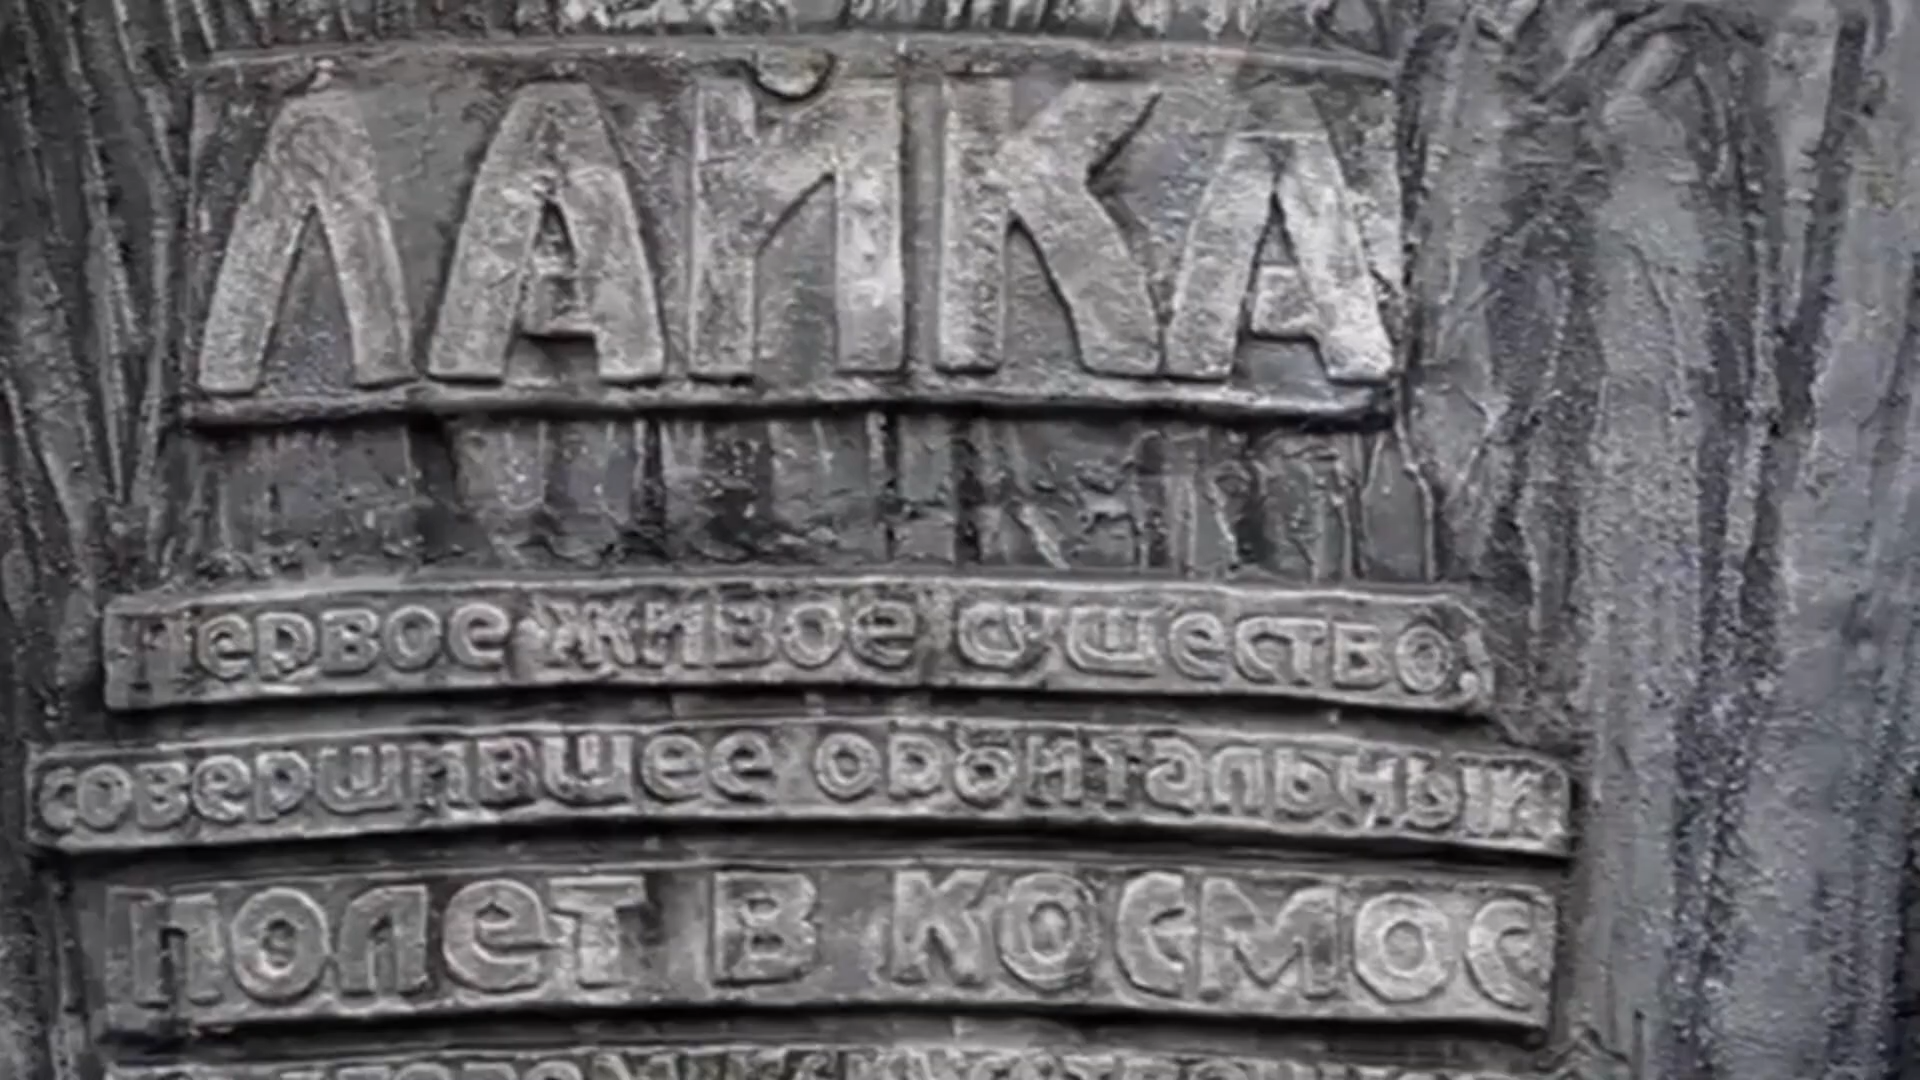 ЛАЙКА
Первое живое существо,
совершившее орбитальный
полет в космос